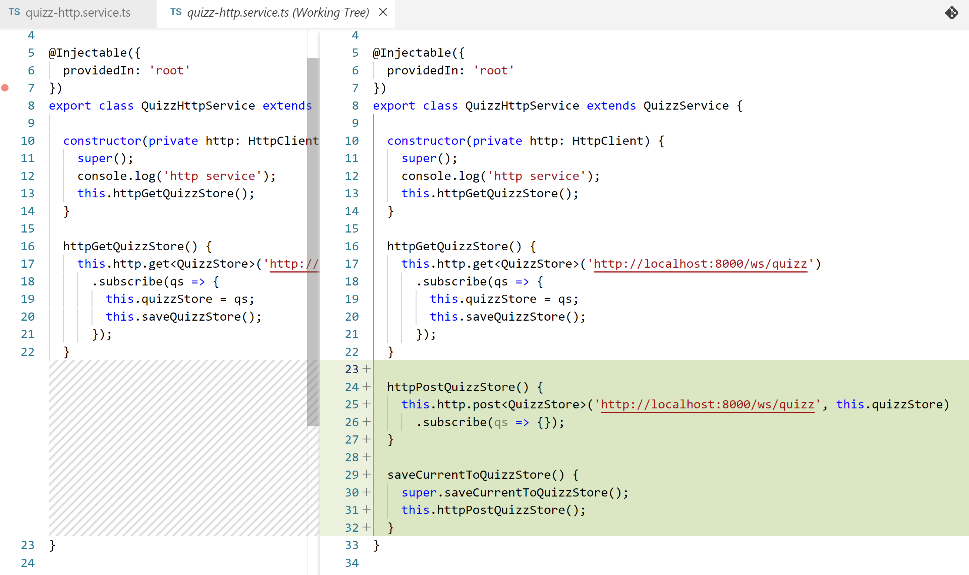 TS quizz-http.service.ts
TS quizz-http.service.ts (Working Tree)
4
5 @Injectable({
6 providedIn: 'root'
7 })
8 export class QuizzHttpService extends
9
10 constructor(private http: HttpClient
11 super();
12 console.log('http service');
13 this.httpGetQuizzStore();
14 }
15
16 httpGetQuizzStore() {
17 this.http.get<QuizzStore>('http://
18 .subscribe(qs => {
19 this.quizzStore = qs;
20 this.saveQuizzStore();
21 });
22 }
23 }
24
4
5 @Injectable({
6 providedIn: 'root'
7 })
8 export class QuizzHttpService extends QuizzService {
9
10 constructor(private http: HttpClient) {
11 super();
12 console.log('http service');
13 this.httpGetQuizzStore();
14 }
15
16 httpGetQuizzStore() {
17 this.http.get<QuizzStore>('http://localhost:8000/ws/quizz')
18 .subscribe(qs => {
19 this.quizzStore = qs;
20 this.saveQuizzStore();
21 });
22 }
23+
24+ httpPostQuizzStore() {
25+ this.http.post<QuizzStore>('http://localhost:8000/ws/quizz', this.quizzStore)
26+ .subscribe(qs => {});
27+ }
28+
29+ saveCurrentToQuizzStore() {
30+ super.saveCurrentToQuizzStore();
31+ this.httpPostQuizzStore();
32+ }
33 }
34